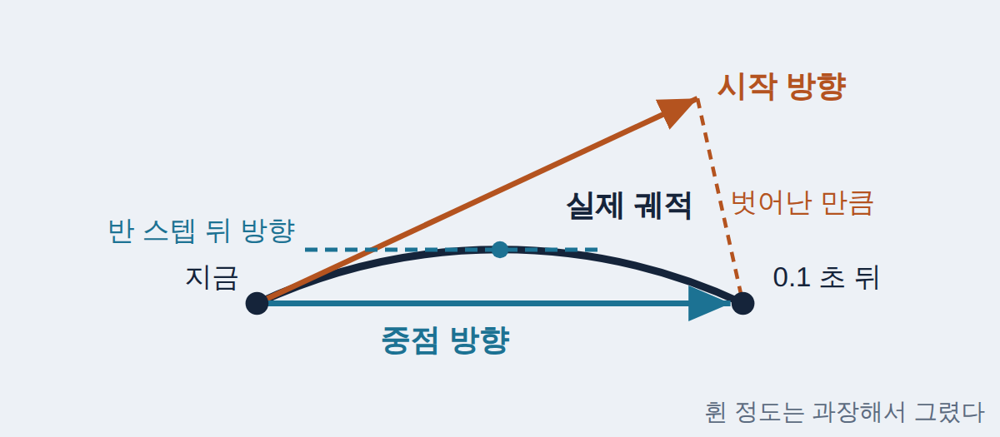 시작 방향
실제 궤적
벗어난 만큼
반 스텝 뒤 방향
지금
0.1 초 뒤
중점 방향
휜 정도는 과장해서 그렸다